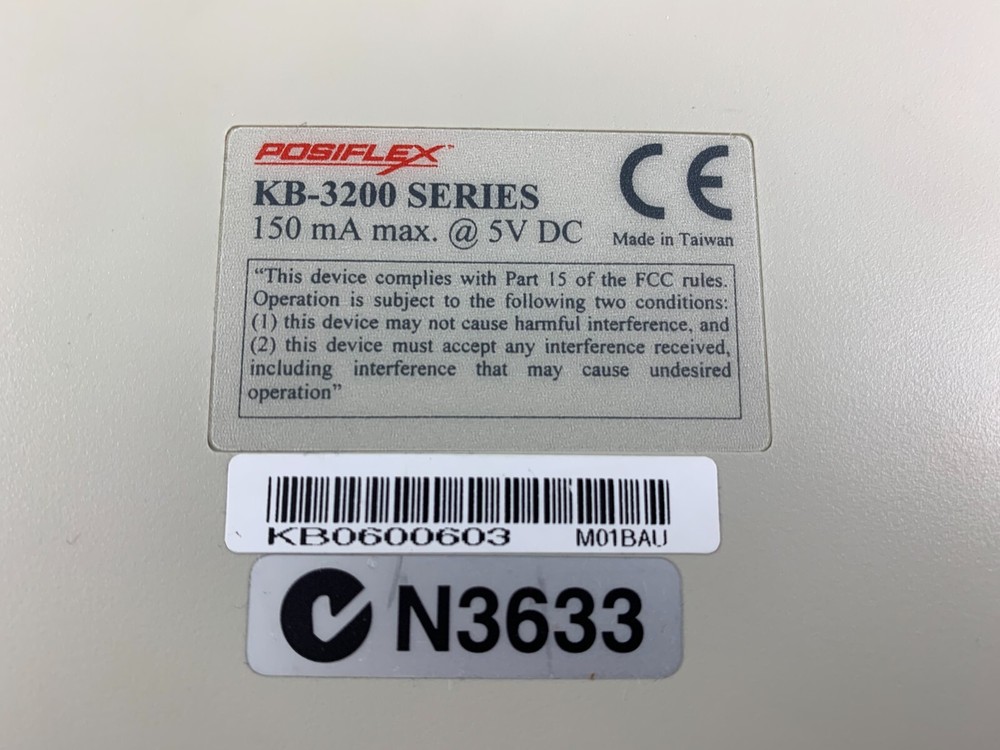 POSIFLEX™
KB-3200 SERIES
150 mA max. @ 5V DC
CE
Made in Taiwan
“This device complies with Part 15 of the FCC rules.
Operation is subject to the following two conditions:
(1) this device may not cause harmful interference, and
(2) this device must accept any interference received,
including interference that may cause undesired
operation”
KB0600603 M01BAU
N3633